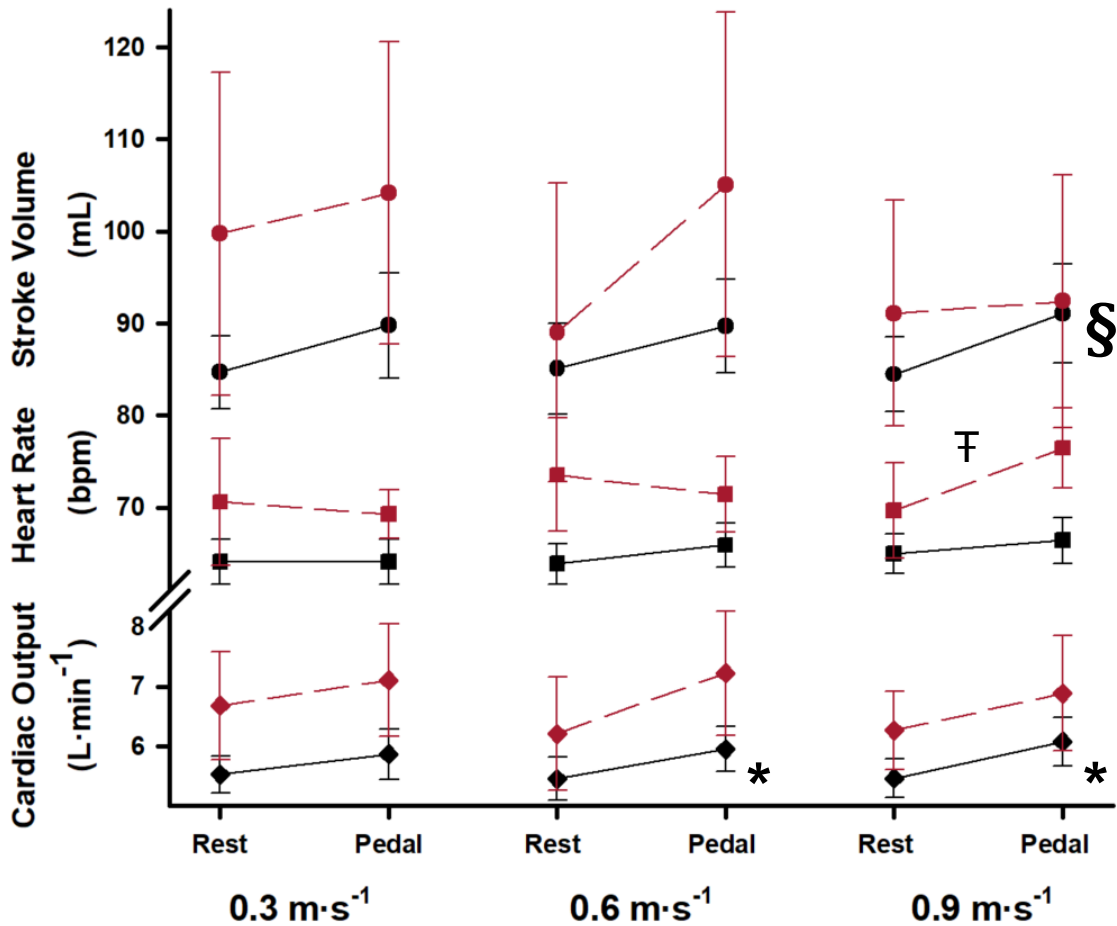 Stroke Volume
(mL)
120
110
100
90
80
70
Heart Rate
(bpm)
Cardiac Output
(L·min⁻¹)
8
7
6
§
Ŧ
*
*
Rest Pedal Rest Pedal Rest Pedal
0.3 m·s⁻¹ 0.6 m·s⁻¹ 0.9 m·s⁻¹